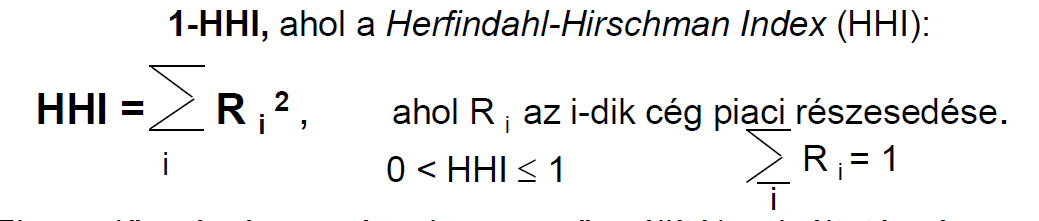 1-HHI, ahol a Herfindahl-Hirschman Index (HHI):
HHI = ∑ R i ², ahol R i az i-dik cég piaci részesedése.
i 0 < HHI ≤ 1 ∑ R i = 1
i